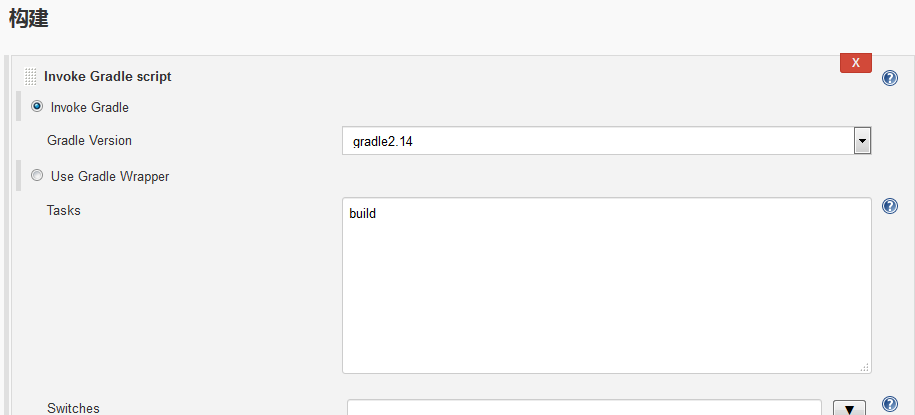 构建
Invoke Gradle script
X
Invoke Gradle
Gradle Version
gradle2.14
Use Gradle Wrapper
Tasks
build
Switches